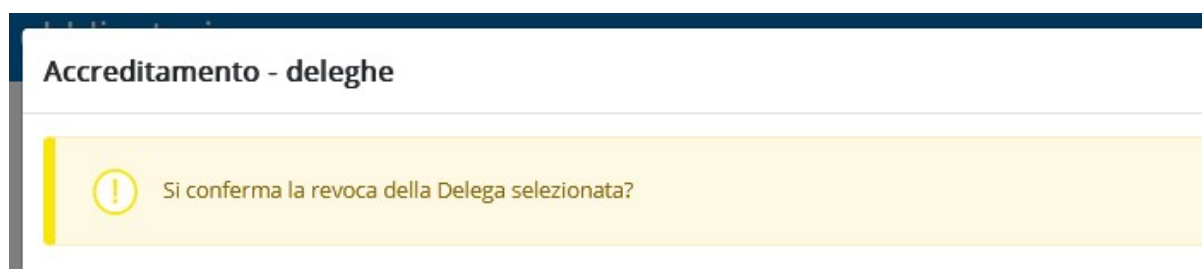 Accreditamento - deleghe
Si conferma la revoca della Delega selezionata?